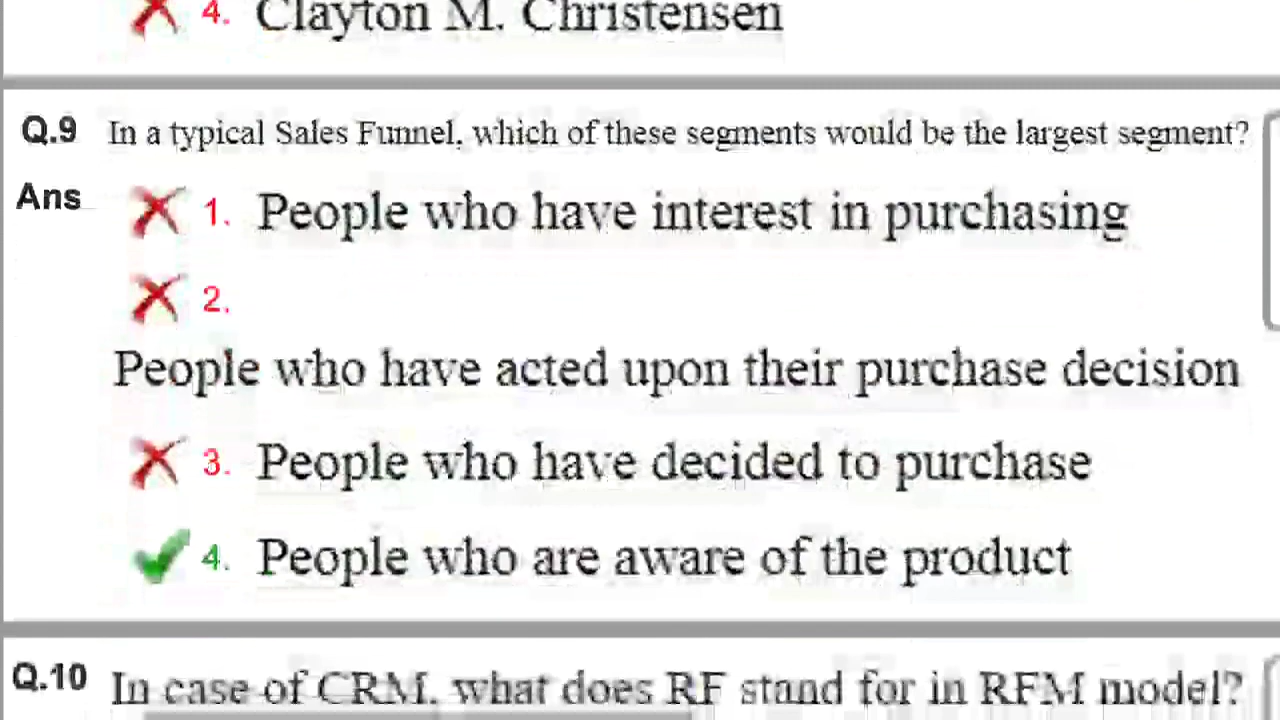 4. Clayton M. Christensen
Q.9 In a typical Sales Funnel, which of these segments would be the largest segment?
Ans 1. People who have interest in purchasing
2.
People who have acted upon their purchase decision
3. People who have decided to purchase
4. People who are aware of the product
Q.10 In case of CRM, what does RF stand for in RFM model?